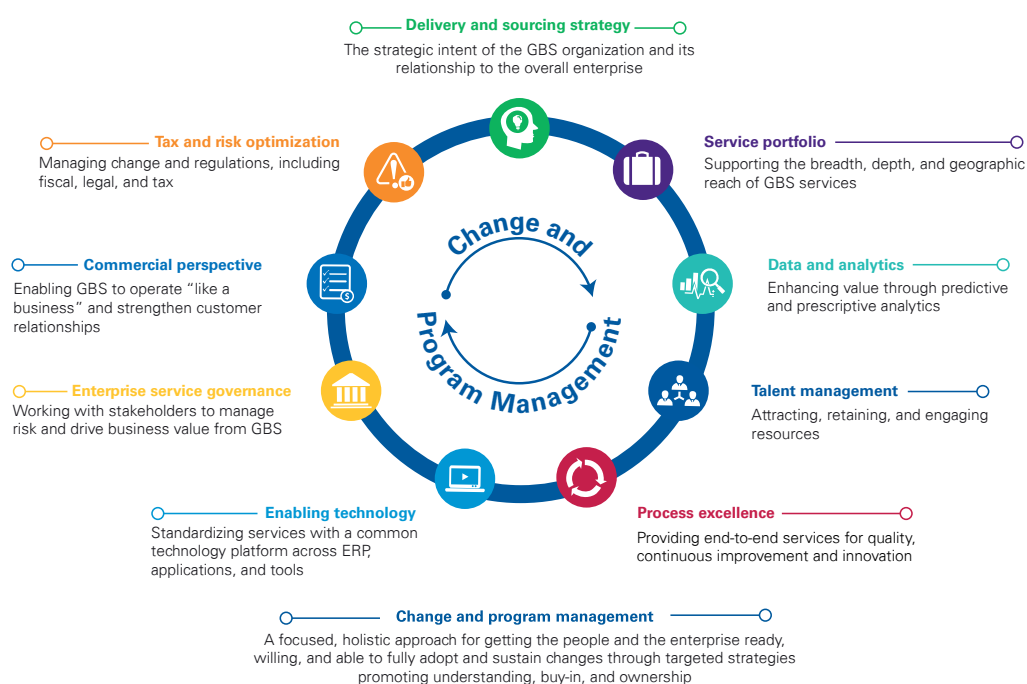 Delivery and sourcing strategy
The strategic intent of the GBS organization and its
relationship to the overall enterprise
Tax and risk optimization
Managing change and regulations, including
fiscal, legal, and tax
Service portfolio
Supporting the breadth, depth, and geographic
reach of GBS services
Change and
Program Management
Commercial perspective
Enabling GBS to operate “like a
business” and strengthen customer
relationships
Data and analytics
Enhancing value through predictive
and prescriptive analytics
Enterprise service governance
Working with stakeholders to manage
risk and drive business value from GBS
Talent management
Attracting, retaining, and engaging
resources
Enabling technology
Standardizing services with a common
technology platform across ERP,
applications, and tools
Process excellence
Providing end-to-end services for quality,
continuous improvement and innovation
Change and program management
A focused, holistic approach for getting the people and the enterprise ready,
willing, and able to fully adopt and sustain changes through targeted strategies
promoting understanding, buy-in, and ownership